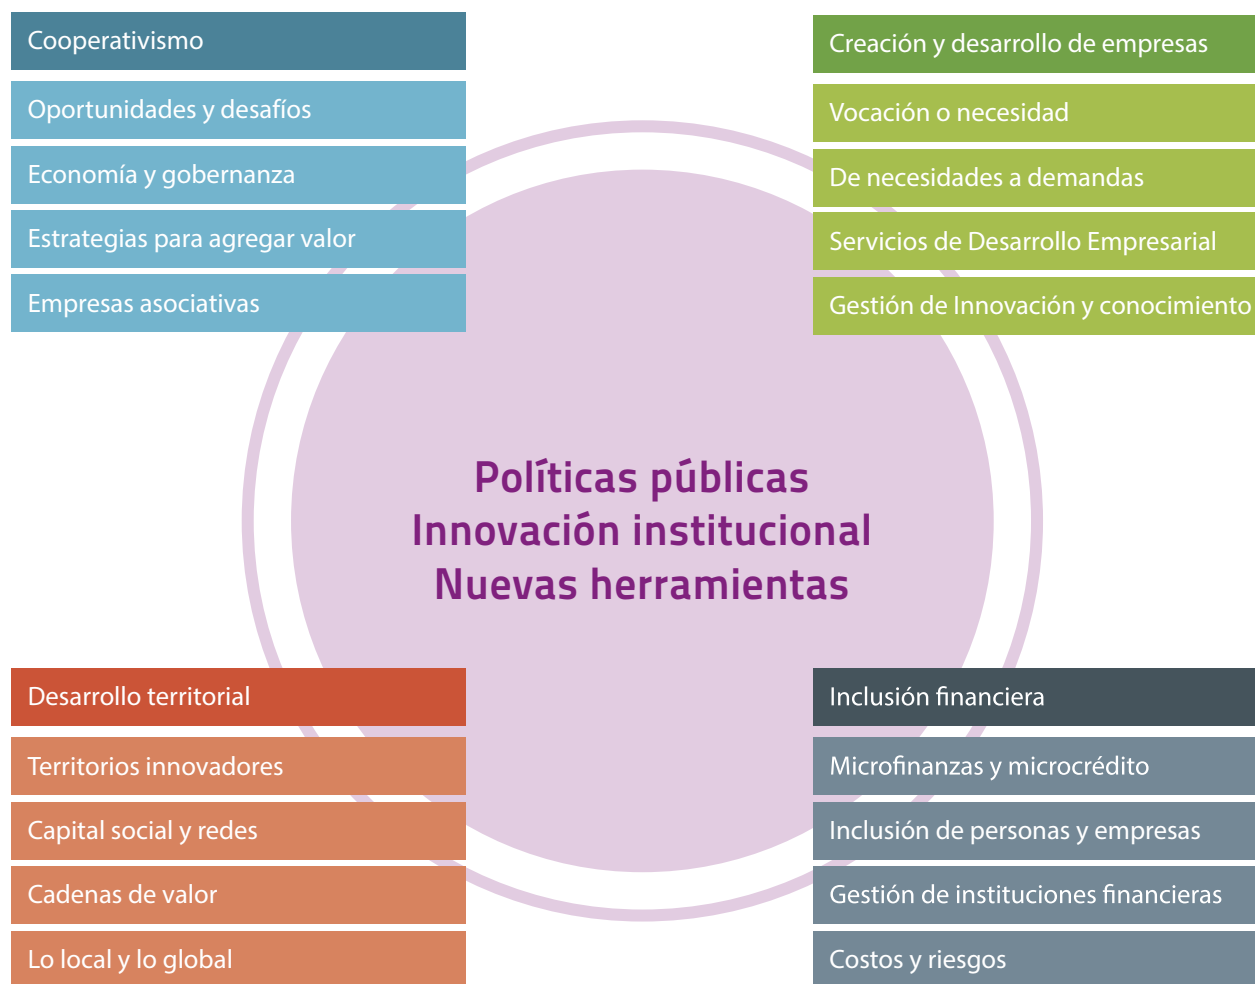 Cooperativismo
Oportunidades y desafíos
Economía y gobernanza
Estrategias para agregar valor
Empresas asociativas
Creación y desarrollo de empresas
Vocación o necesidad
De necesidades a demandas
Servicios de Desarrollo Empresarial
Gestión de Innovación y conocimiento
Políticas públicas
Innovación institucional
Nuevas herramientas
Desarrollo territorial
Territorios innovadores
Capital social y redes
Cadenas de valor
Lo local y lo global
Inclusión financiera
Microfinanzas y microcrédito
Inclusión de personas y empresas
Gestión de instituciones financieras
Costos y riesgos